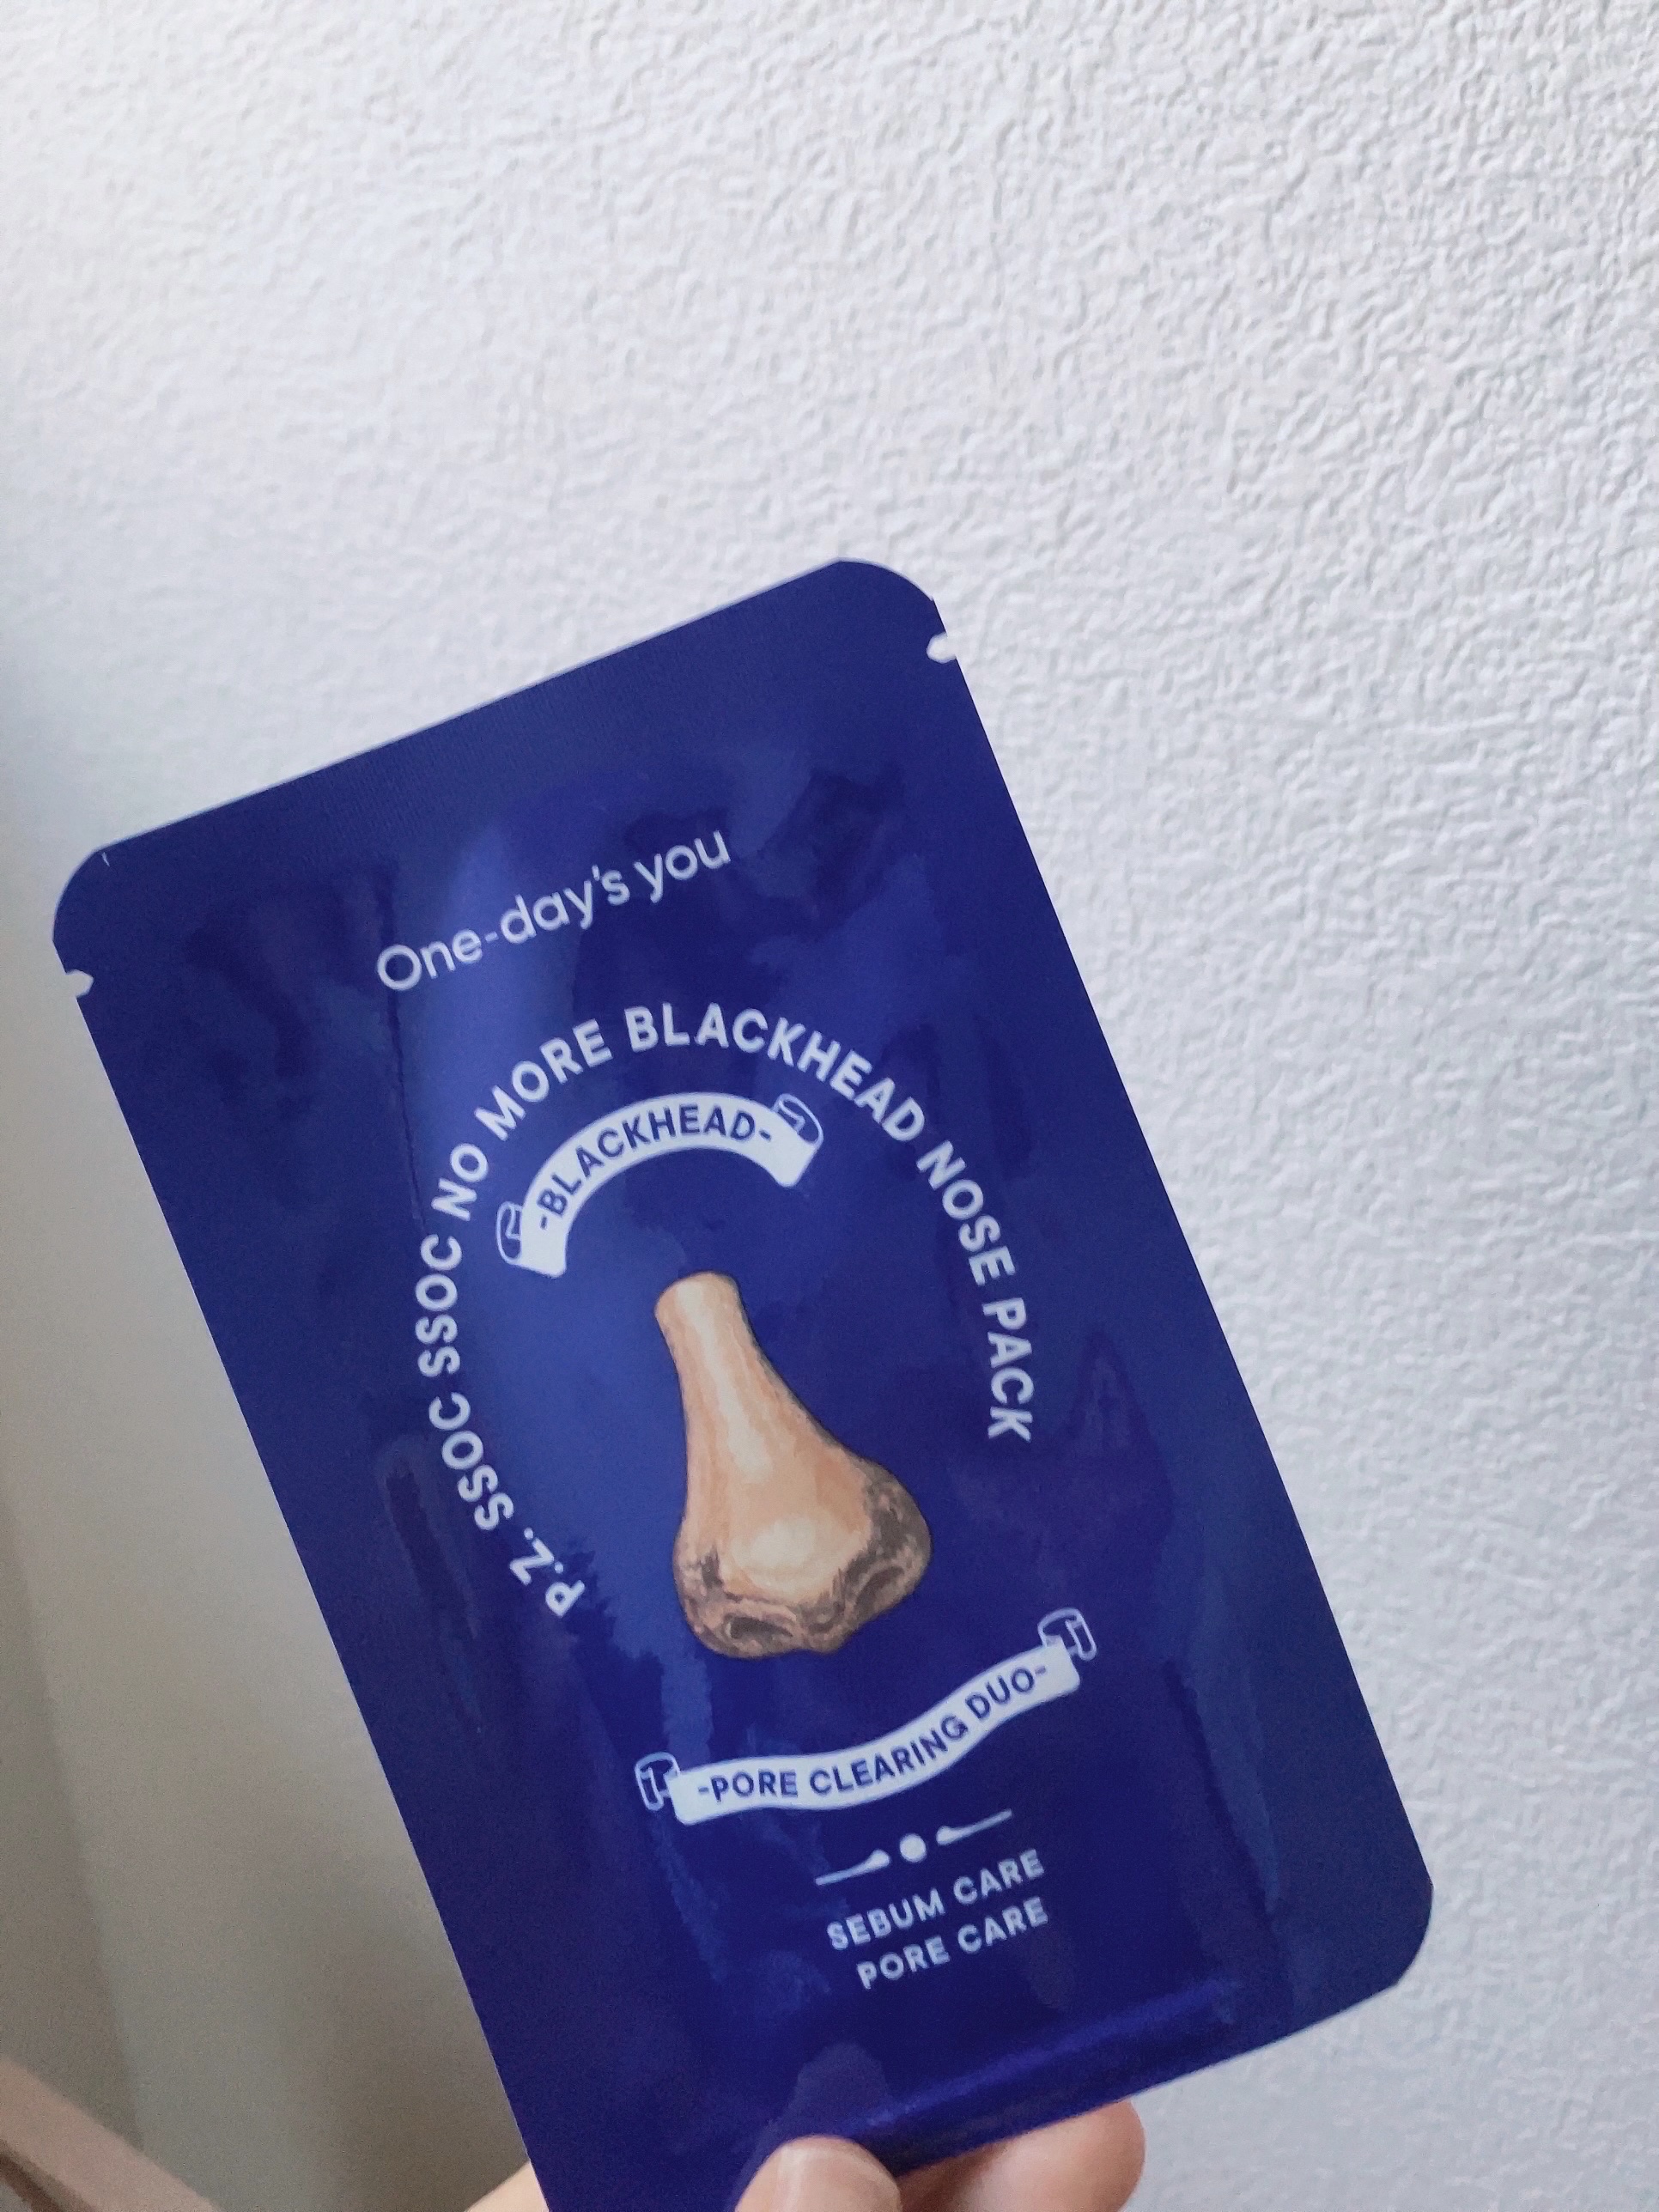 One-day's you
P.Z. SSOC SSOC NO MORE BLACKHEAD NOSE PACK
-BLACKHEAD-
-PORE CLEARING DUO-
SEBUM CARE
PORE CARE